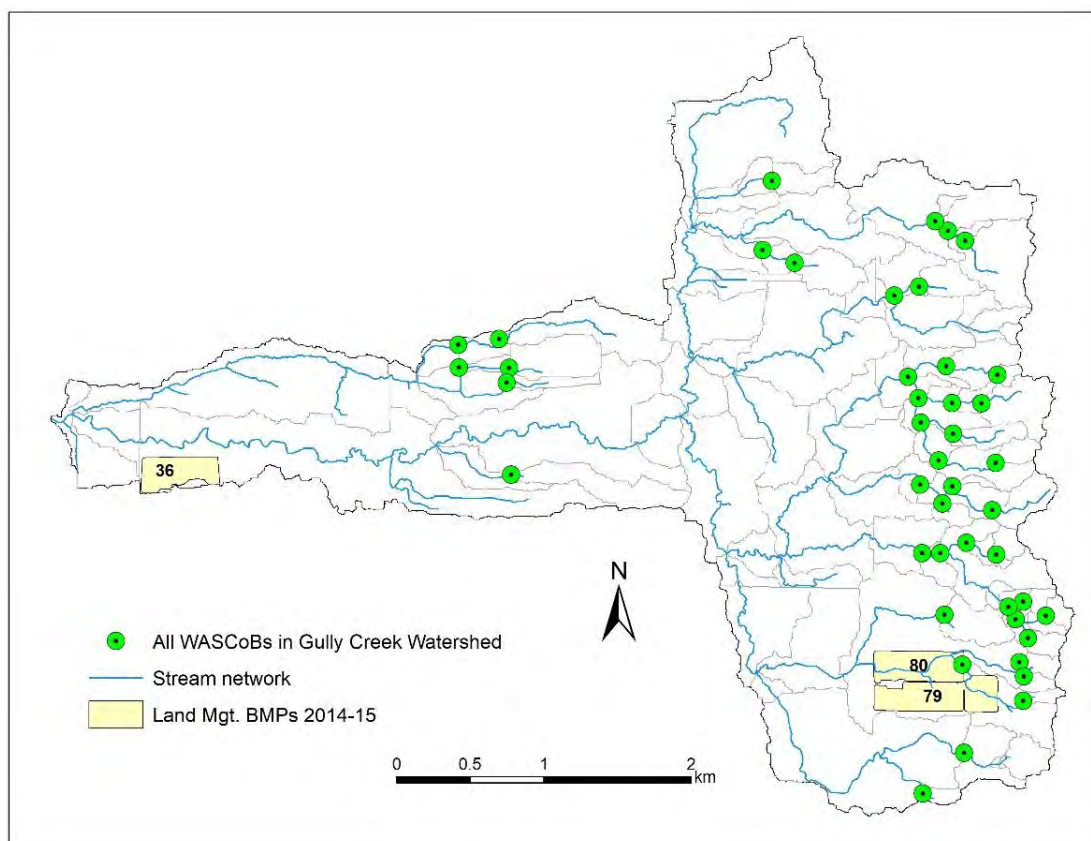 36
N
All WASCoBs in Gully Creek Watershed
Stream network
Land Mgt. BMPs 2014-15
80
79
0 0.5 1 2
km